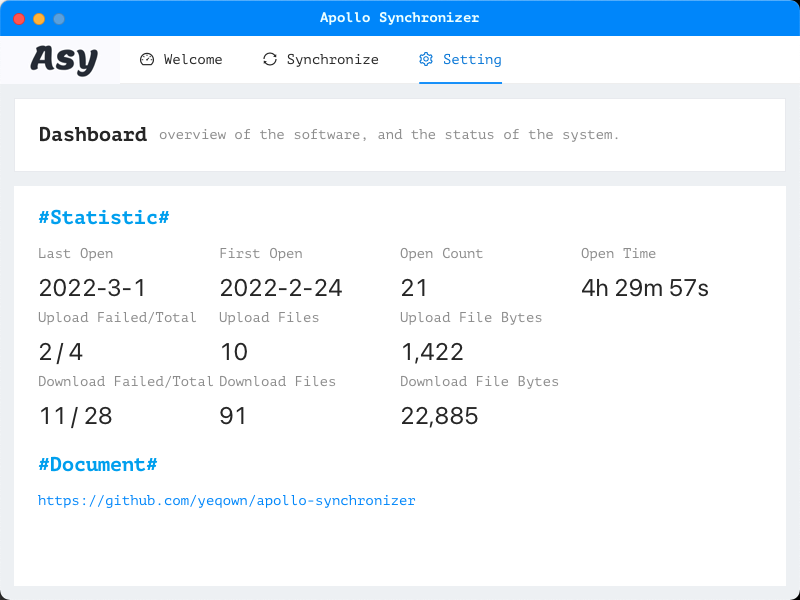 Apollo Synchronizer
Asy Welcome Synchronize Setting
Dashboard overview of the software, and the status of the system.
#Statistic#
Last Open First Open Open Count Open Time
2022-3-1 2022-2-24 21 4h 29m 57s
Upload Failed/Total Upload Files Upload File Bytes
2 / 4 10 1,422
Download Failed/Total Download Files Download File Bytes
11 / 28 91 22,885
#Document#
https://github.com/yeqown/apollo-synchronizer